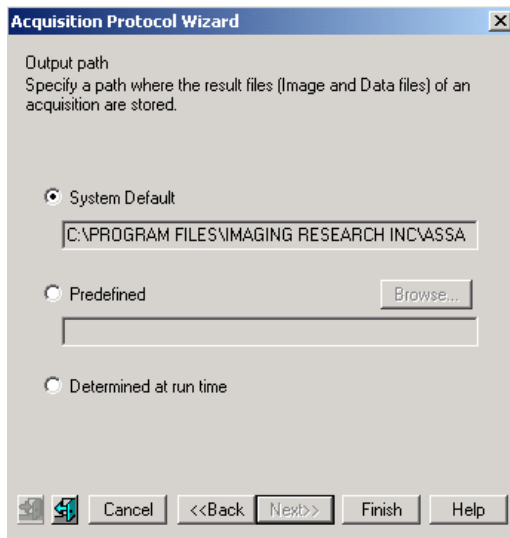 Acquisition Protocol Wizard
Output path
Specify a path where the result files (Image and Data files) of an
acquisition are stored.
System Default
C:\PROGRAM FILES\IMAGING RESEARCH INC\ASSA
Predefined
Browse...
Determined at run time
Cancel <<Back Next>> Finish Help